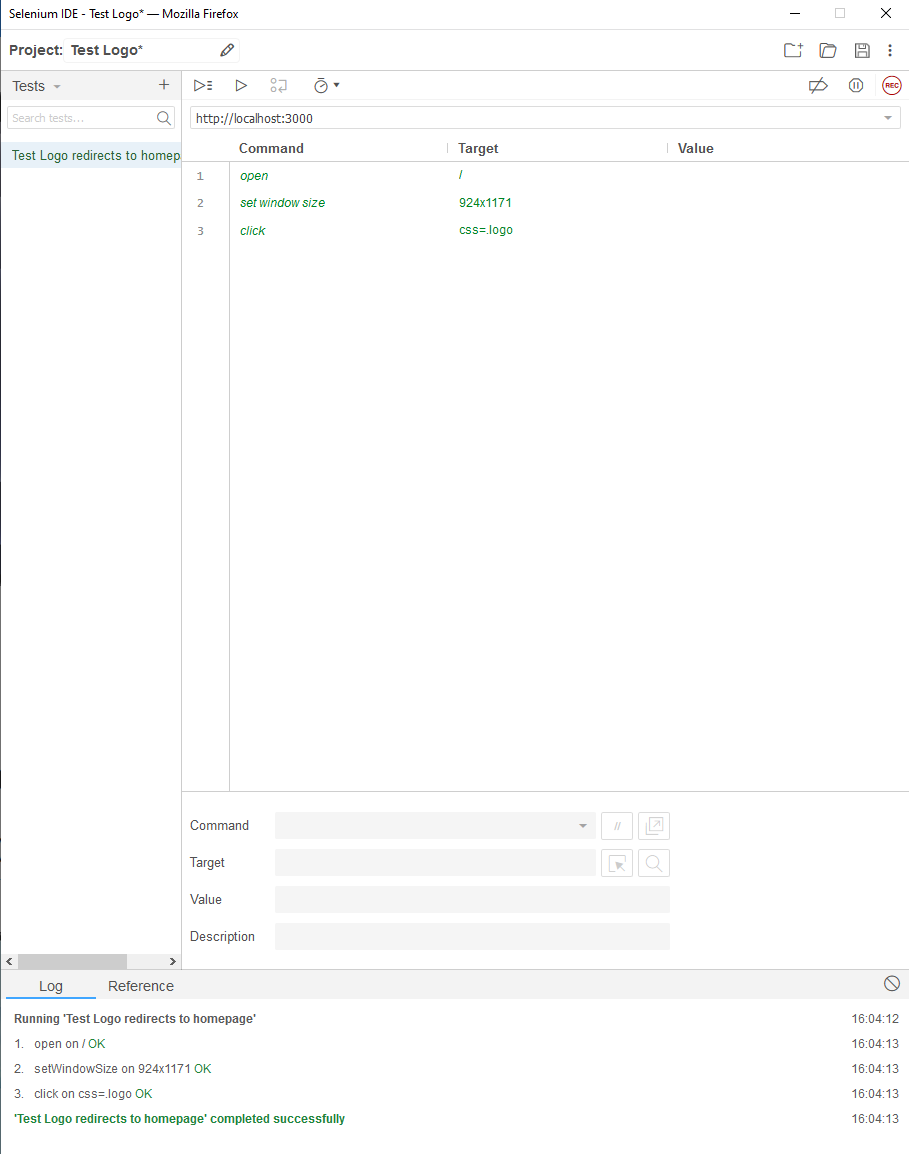 Selenium IDE - Test Logo* — Mozilla Firefox
Project: Test Logo*
Tests
Search tests...
REC
http://localhost:3000
Test Logo redirects to homep
Command Target Value
1 open /
2 set window size 924x1171
3 click css=.logo
Command
//
Target
Value
Description
Log Reference
Running 'Test Logo redirects to homepage' 16:04:12
1. open on / OK 16:04:13
2. setWindowSize on 924x1171 OK 16:04:13
3. click on css=.logo OK 16:04:13
'Test Logo redirects to homepage' completed successfully 16:04:13